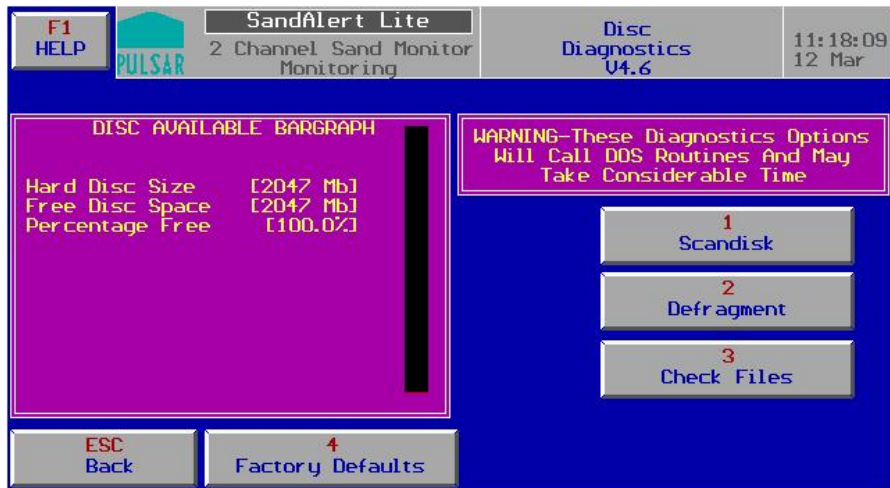 F1
HELP
PULSAR
SandAlert Lite
2 Channel Sand Monitor
Monitoring
Disc
Diagnostics
V4.6
11:18:09
12 Mar
DISC AVAILABLE BARGRAPH
Hard Disc Size [2047 Mb]
Free Disc Space [2047 Mb]
Percentage Free [100.0%]
WARNING-These Diagnostics Options
Will Call DOS Routines And May
Take Considerable Time
1
Scandisk
2
Defragment
3
Check Files
ESC
Back
4
Factory Defaults